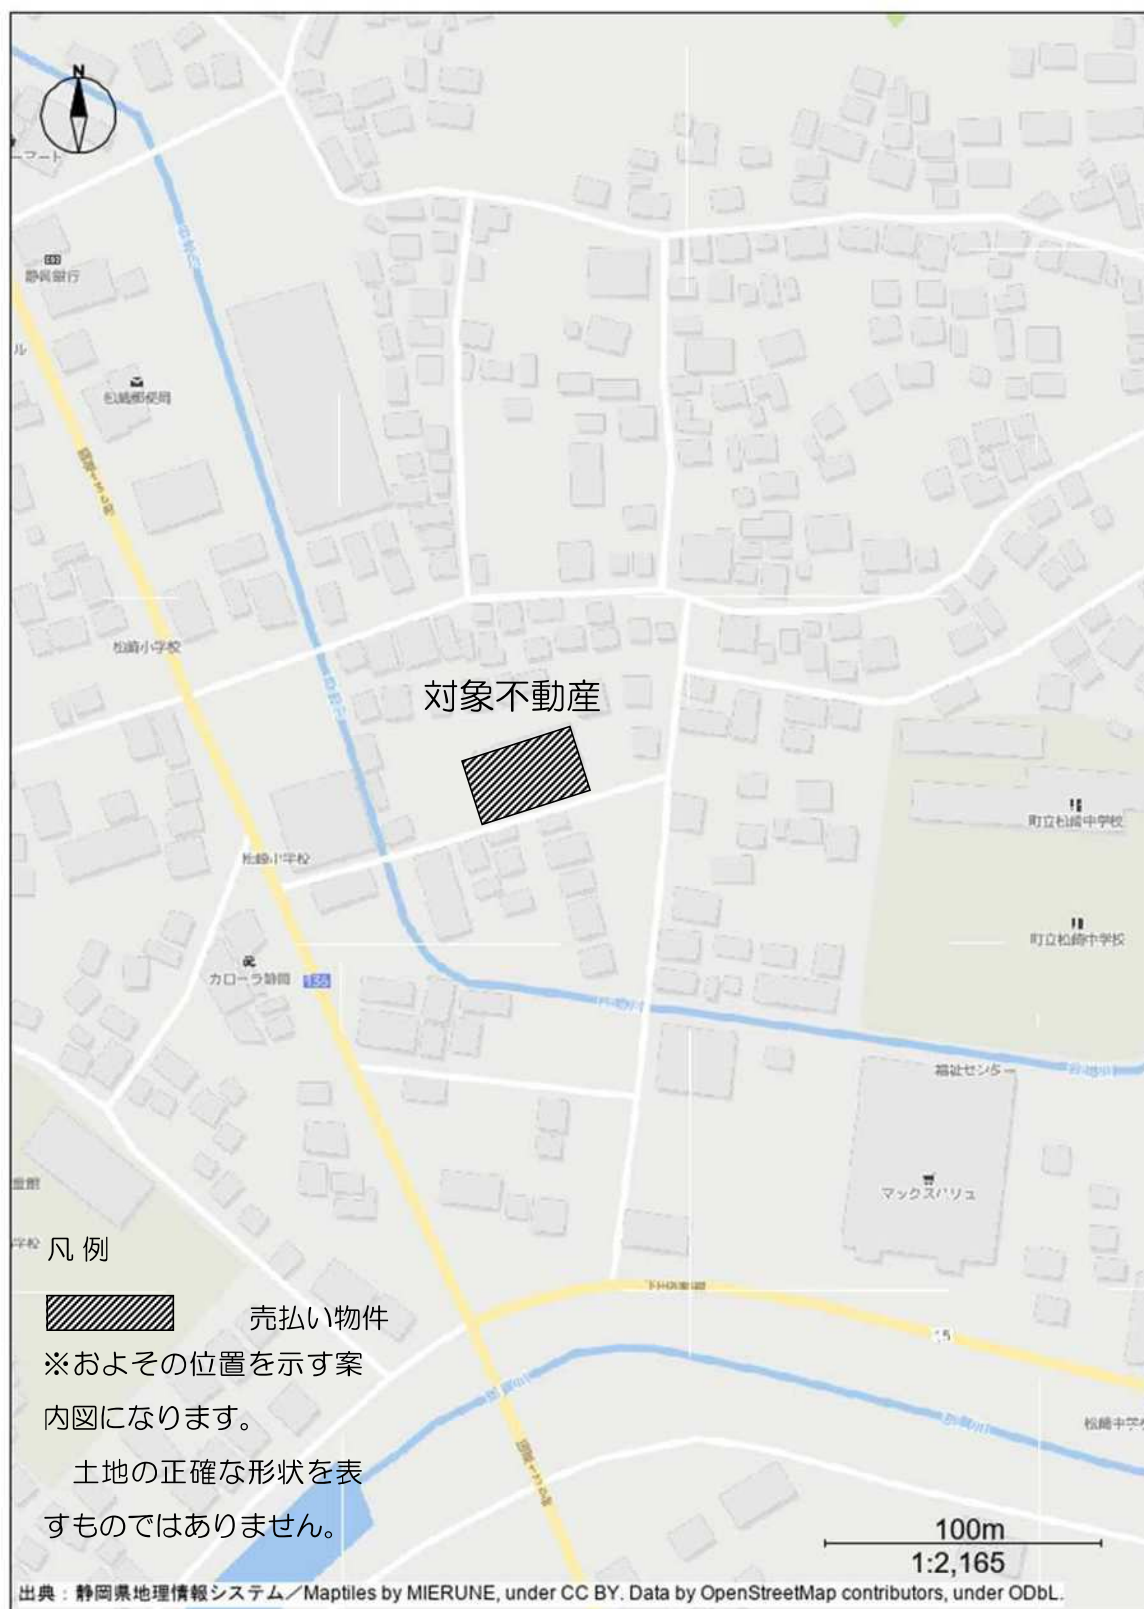 N
ーマート
静岡銀行
ル
松崎郵便局
松崎小学校
対象不動産
町立松崎中学校
松崎小学校
町立松崎中学校
カローラ静岡
136
福祉センター
マックスバリュ
凡 例
売払い物件
※およその位置を示す案
内図になります。
土地の正確な形状を表
すものではありません。
15
松崎中学校
100m
1:2,165
出典：静岡県地理情報システム／Maptiles by MIERUNE, under CC BY. Data by OpenStreetMap contributors, under ODbL.